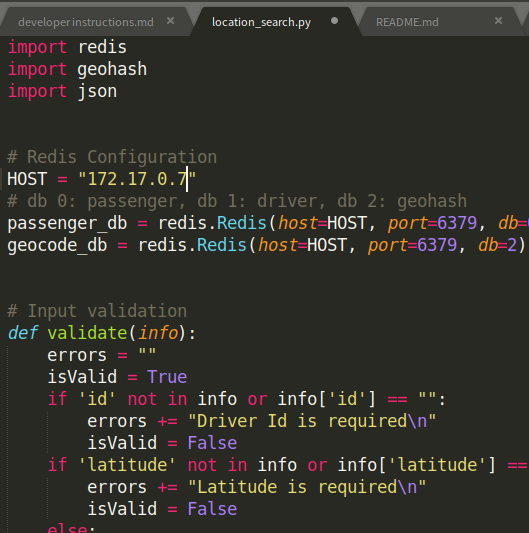 developer instructions.md × location_search.py • README.md ×
import redis
import geohash
import json
# Redis Configuration
HOST = "172.17.0.7"
# db 0: passenger, db 1: driver, db 2: geohash
passenger_db = redis.Redis(host=HOST, port=6379, db=
geocode_db = redis.Redis(host=HOST, port=6379, db=2)
# Input validation
def validate(info):
    errors = ""
    isValid = True
    if 'id' not in info or info['id'] == "":
        errors += "Driver Id is required\n"
        isValid = False
    if 'latitude' not in info or info['latitude'] ==
        errors += "Latitude is required\n"
        isValid = False
    else: